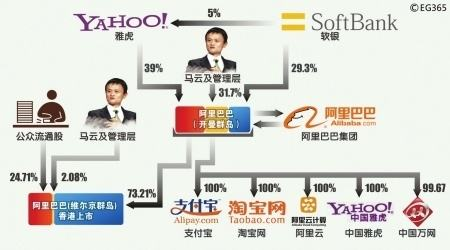 ©EG365
YAHOO!
雅虎
5%
SoftBank
软银
马云及管理层
39%
31.7%
29.3%
公众流通股
马云及管理层
阿里巴巴
(开曼群岛)
阿里巴巴
Alibaba.com
阿里巴巴集团
24.71%
2.08%
73.21%
阿里巴巴(维尔京群岛)
香港上市
100%
100%
100%
100%
99.67
支付宝
Alipay.com
支付宝
淘宝网
Taobao.com
淘宝网
阿里云计算
阿里云
YAHOO!
中国雅虎
中国雅虎
中国万网